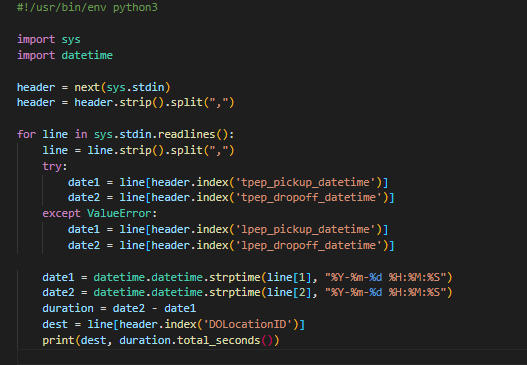 #!/usr/bin/env python3

import sys
import datetime

header = next(sys.stdin)
header = header.strip().split(",")

for line in sys.stdin.readlines():
    line = line.strip().split(",")
    try:
        date1 = line[header.index('tpep_pickup_datetime')]
        date2 = line[header.index('tpep_dropoff_datetime')]
    except ValueError:
        date1 = line[header.index('lpep_pickup_datetime')]
        date2 = line[header.index('lpep_dropoff_datetime')]

    date1 = datetime.datetime.strptime(line[1], "%Y-%m-%d %H:%M:%S")
    date2 = datetime.datetime.strptime(line[2], "%Y-%m-%d %H:%M:%S")
    duration = date2 - date1
    dest = line[header.index('DOLocationID')]
    print(dest, duration.total_seconds())